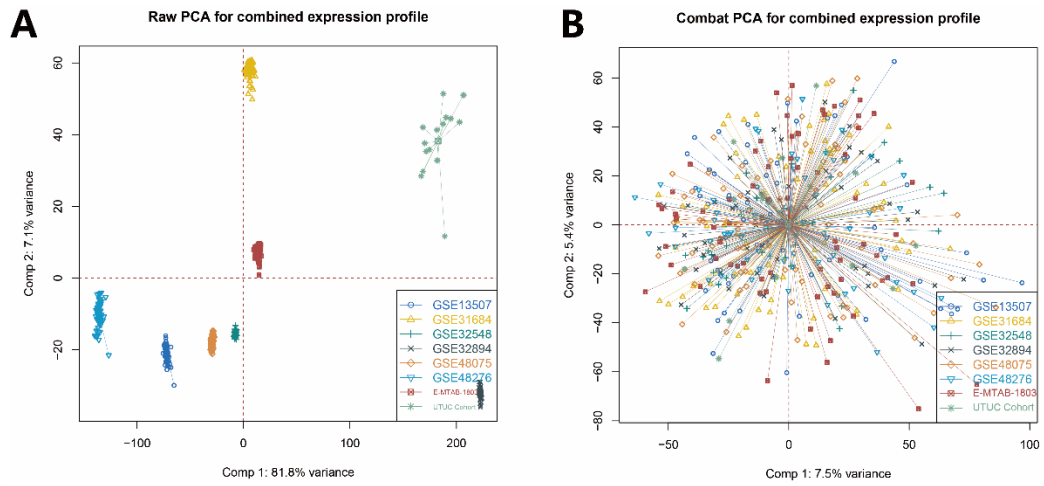 A
Raw PCA for combined expression profile
Comp 2: 7.1% variance
60
40
20
0
−20
−100
0
100
200
Comp 1: 81.8% variance
GSE13507
GSE31684
GSE32548
GSE32894
GSE48075
GSE48276
E-MTAB-1803
UTUC Cohort
B
Combat PCA for combined expression profile
Comp 2: 5.4% variance
60
40
20
0
−20
−40
−60
−80
−50
0
50
100
Comp 1: 7.5% variance
GSE13507
GSE31684
GSE32548
GSE32894
GSE48075
GSE48276
E-MTAB-1803
UTUC Cohort